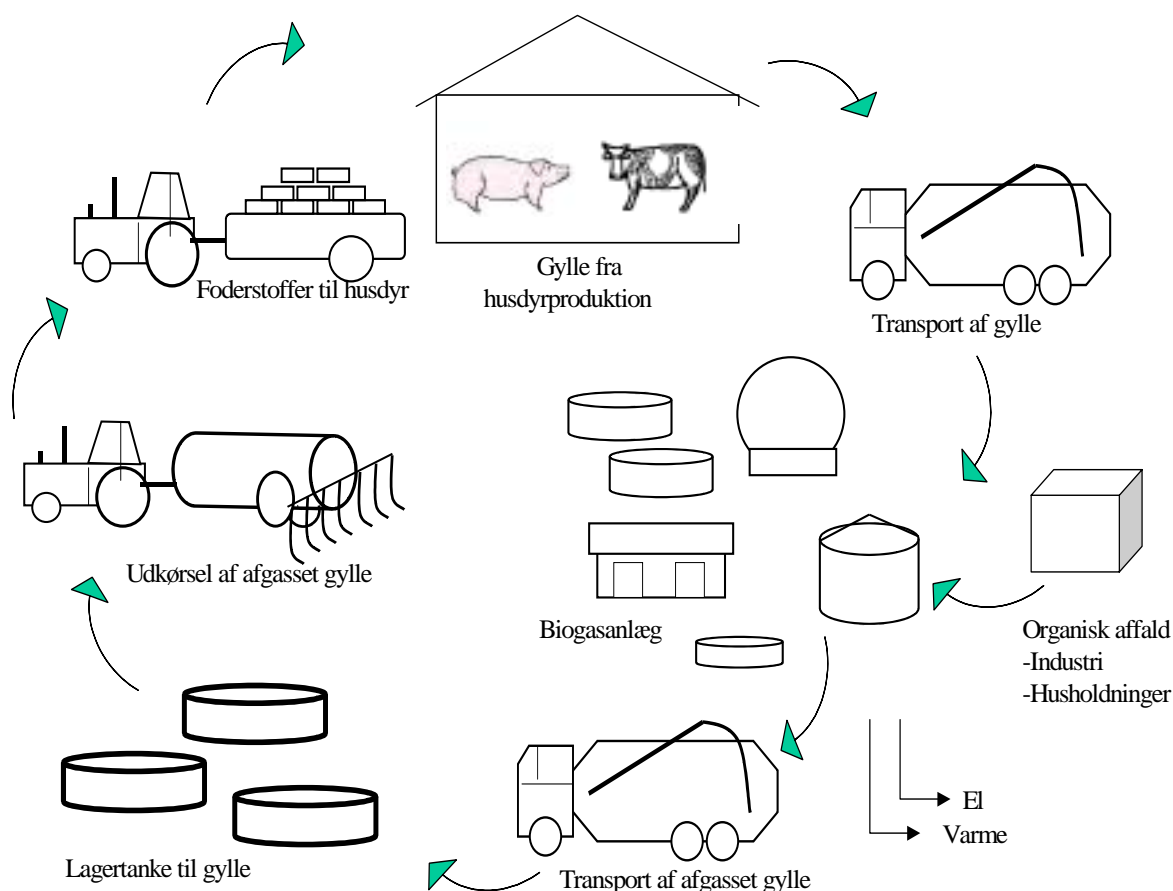 Foderstoffer til husdyr
Gylle fra
husdyrproduktion
Transport af gylle
Udkørsel af afgasset gylle
Biogasanlæg
Organisk affald
-Industri
-Husholdninger
El
Varme
Lagertanke til gylle
Transport af afgasset gylle